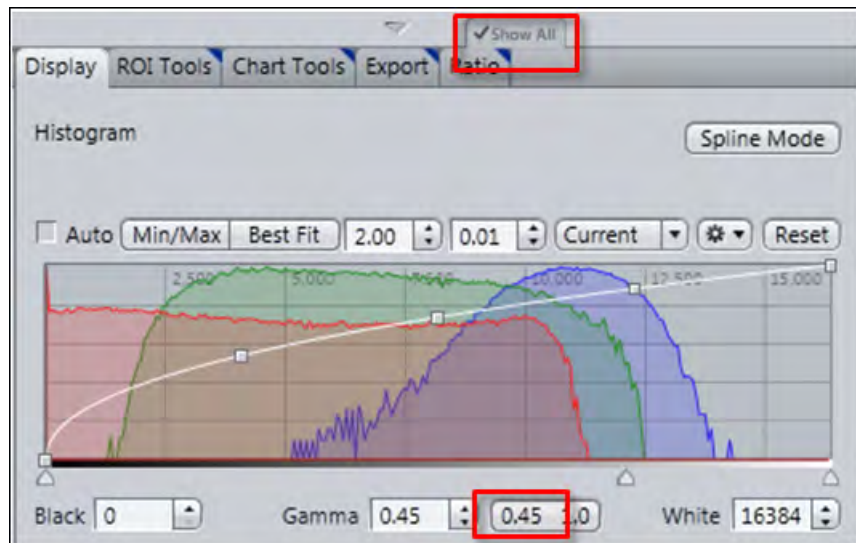 ✓Show All
Display ROI Tools Chart Tools Export Ratio
Histogram Spline Mode
Auto Min/Max Best Fit 2.00 0.01 Current Reset
2.500 5.000 7.500 10.000 12.500 15.000
Black 0 Gamma 0.45 0.45 1.0 White 16384